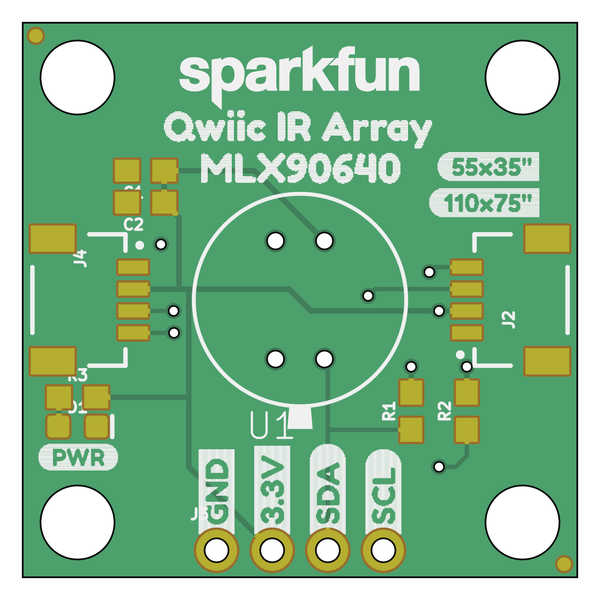 sparkfun
Qwiic IR Array
MLX90640
55x35"
110x75"
C2
J4
J2
R1
R2
U1
PWR
GND
3.3V
SDA
SCL